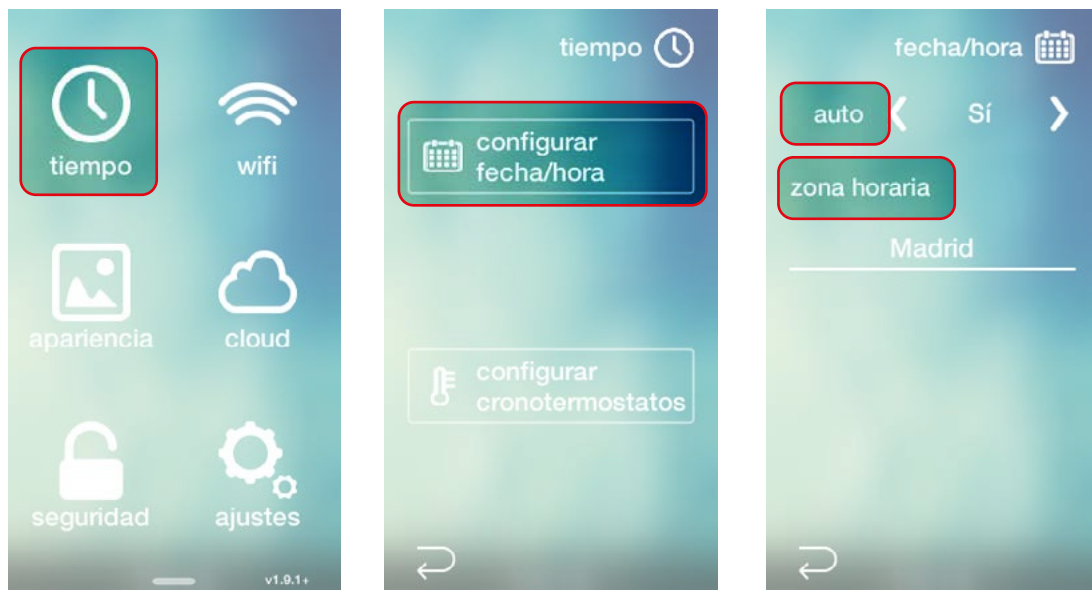 tiempo
wifi
apariencia
cloud
seguridad
ajustes
v1.9.1+
tiempo
configurar
fecha/hora
configurar
cronotermostatos
fecha/hora
auto
Sí
zona horaria
Madrid